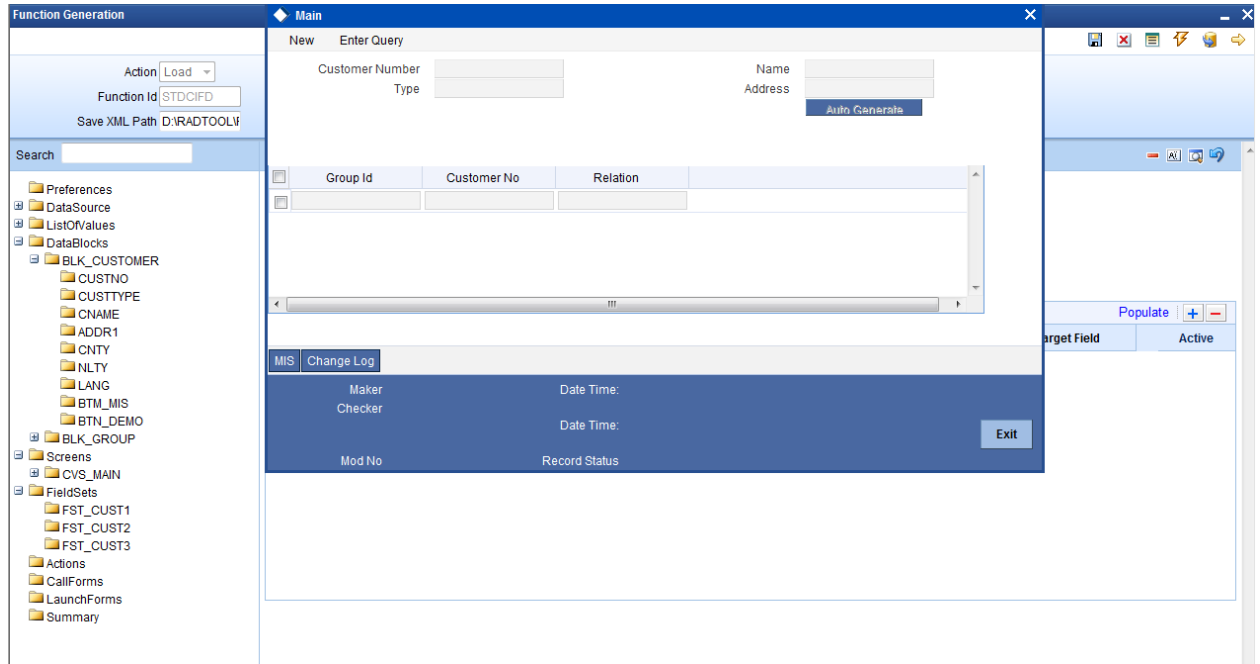 Function Generation
Action Load
Function Id STDCIFD
Save XML Path D:\RADTOOL\
Search
Preferences
DataSource
ListOfValues
DataBlocks
BLK_CUSTOMER
CUSTNO
CUSTTYPE
CNAME
ADDR1
CNTY
NLTY
LANG
BTM_MIS
BTN_DEMO
BLK_GROUP
Screens
CVS_MAIN
FieldSets
FST_CUST1
FST_CUST2
FST_CUST3
Actions
CallForms
LaunchForms
Summary
Main
New Enter Query
Customer Number Name
Type Address
Auto Generate
Group Id Customer No Relation
MIS Change Log
Maker Date Time:
Checker
Date Time:
Exit
Mod No Record Status
Populate
arget Field Active